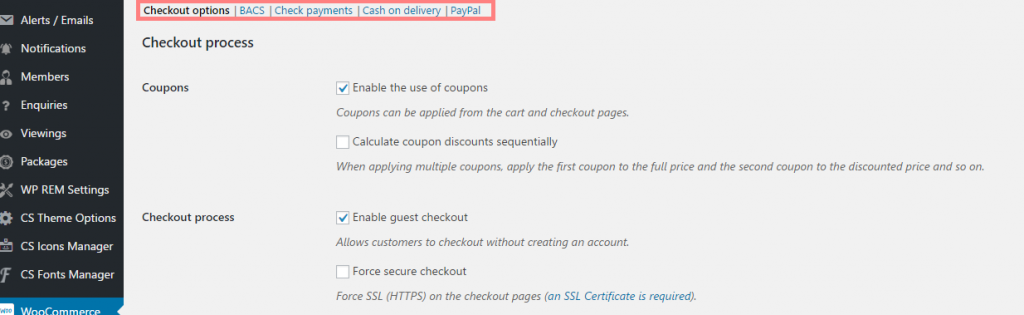 Checkout options | BACS | Check payments | Cash on delivery | PayPal
Alerts / Emails
Notifications
Members
Enquiries
Viewings
Packages
WP REM Settings
CS Theme Options
CS Icons Manager
CS Fonts Manager
WOO WooCommerce
Checkout process
Coupons
Enable the use of coupons
Coupons can be applied from the cart and checkout pages.
Calculate coupon discounts sequentially
When applying multiple coupons, apply the first coupon to the full price and the second coupon to the discounted price and so on.
Checkout process
Enable guest checkout
Allows customers to checkout without creating an account.
Force secure checkout
Force SSL (HTTPS) on the checkout pages (an SSL Certificate is required).